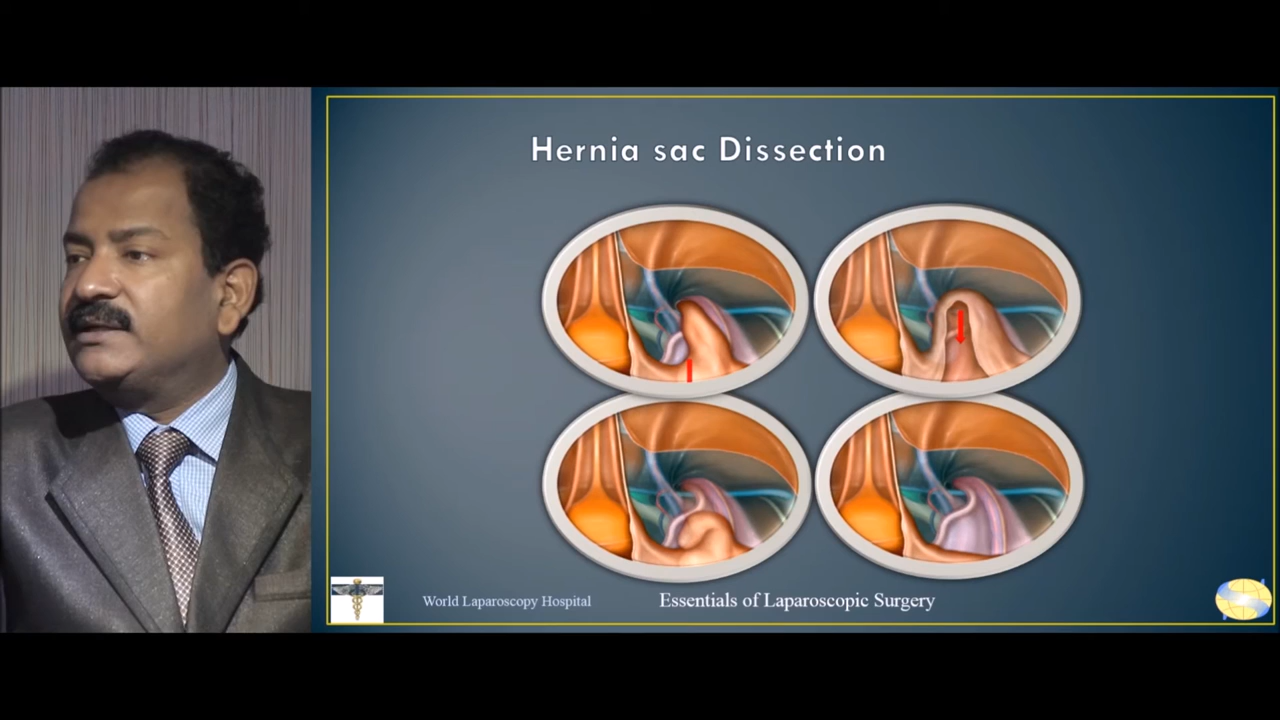 Hernia sac Dissection
World Laparoscopy Hospital
Essentials of Laparoscopic Surgery